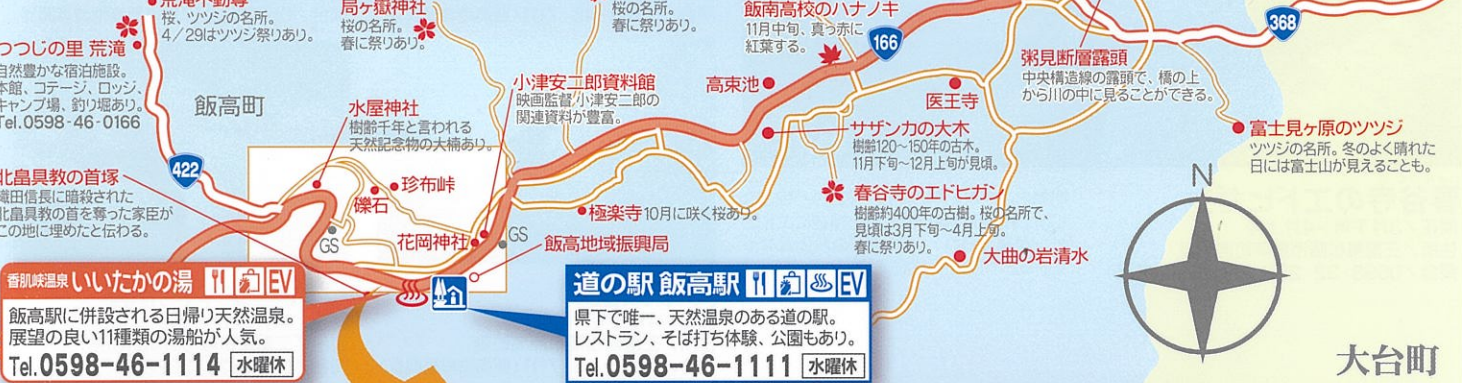 荒滝不動尊
桜、ツツジの名所。
4/29はツツジ祭りあり。
局ヶ嶽神社
桜の名所。
春に祭りあり。
桜の名所。
春に祭りあり。
飯南高校のハナノキ
11月中旬、真っ赤に
紅葉する。
166
368
つつじの里 荒滝
自然豊かな宿泊施設。
本館、コテージ、ロッジ、
キャンプ場、釣り堀あり。
Tel.0598-46-0166
飯高町
水屋神社
樹齢千年と言われる
天然記念物の大楠あり。
小津安二郎資料館
映画監督小津安二郎の
関連資料が豊富。
高束池
医王寺
粥見断層露頭
中央構造線の露頭で、橋の上
から川の中に見ることができる。
サザンカの大木
樹齢120〜150年の古木。
11月下旬〜12月上旬が見頃。
富士見ヶ原のツツジ
ツツジの名所。冬のよく晴れた
日には富士山が見えることも。
422
北畠具教の首塚
織田信長に暗殺された
北畠具教の首を奪った家臣が
この地に埋めたと伝わる。
珍布峠
礫石
GS
花岡神社
GS
極楽寺 10月に咲く桜あり。
飯高地域振興局
春谷寺のエドヒガン
樹齢約400年の古樹。桜の名所で、
見頃は3月下旬〜4月上旬。
春に祭りあり。
大曲の岩清水
N
香肌峡温泉 いいたかの湯 EV
飯高駅に併設される日帰り天然温泉。
展望の良い11種類の湯船が人気。
Tel.0598-46-1114 水曜休
道の駅 飯高駅 EV
県下で唯一、天然温泉のある道の駅。
レストラン、そば打ち体験、公園もあり。
Tel.0598-46-1111 水曜休
大台町